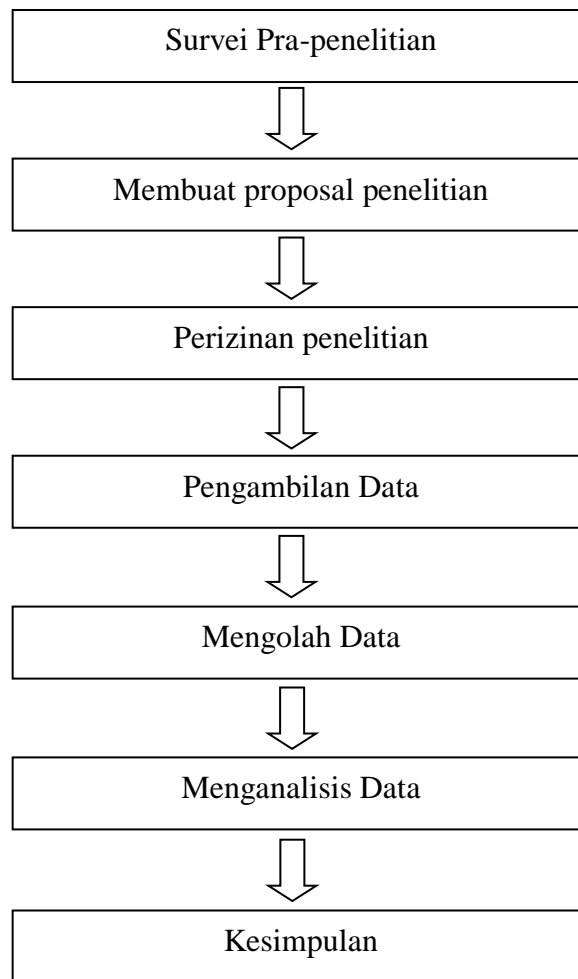 Survei Pra-penelitian
Membuat proposal penelitian
Perizinan penelitian
Pengambilan Data
Mengolah Data
Menganalisis Data
Kesimpulan